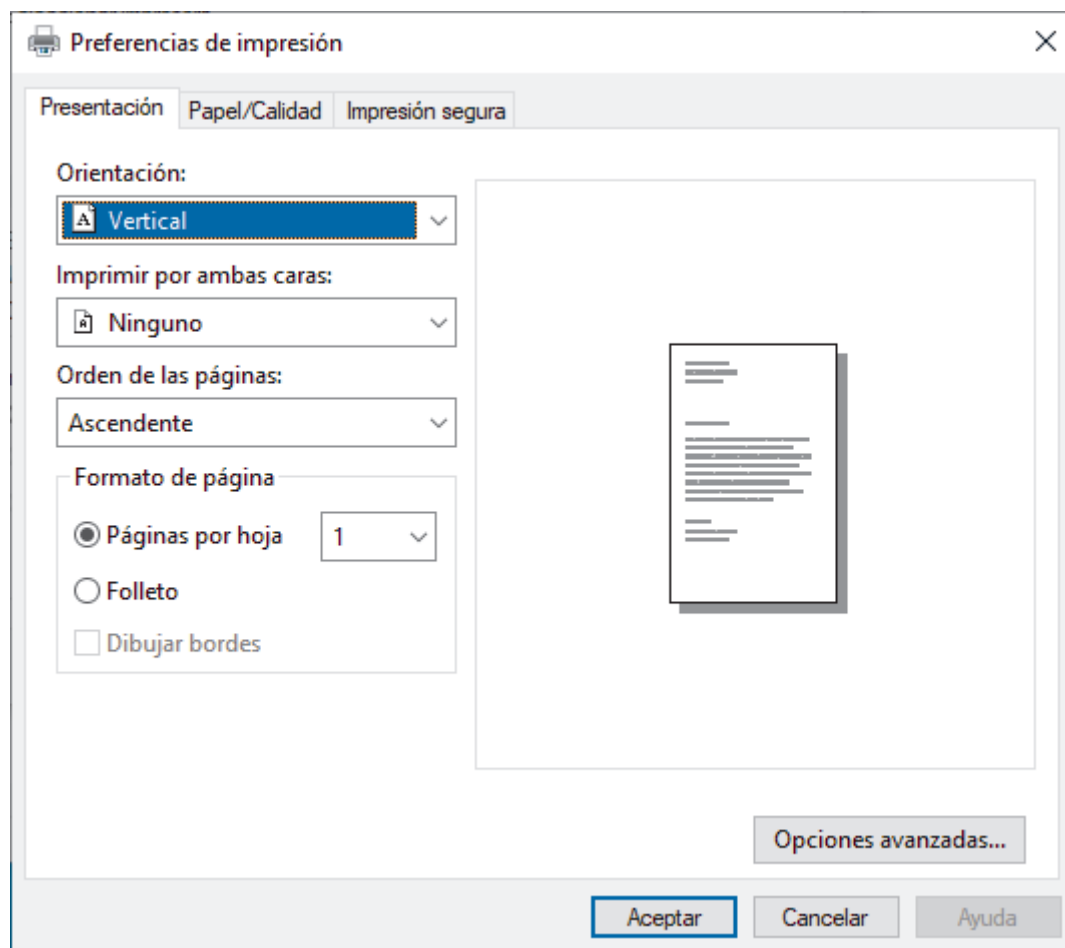 Preferencias de impresión
Presentación Papel/Calidad Impresión segura
Orientación:
A Vertical
Imprimir por ambas caras:
Ninguno
Orden de las páginas:
Ascendente
Formato de página
Páginas por hoja 1
Folleto
Dibujar bordes
Opciones avanzadas...
Aceptar Cancelar Ayuda